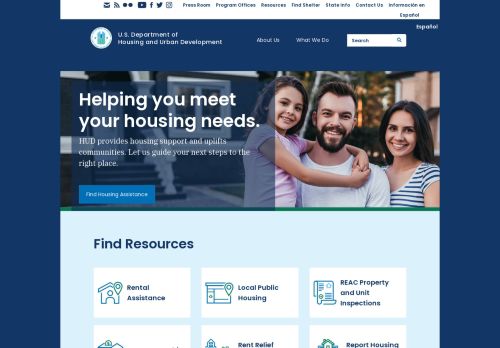 Press Room Program Offices Resources Find Shelter State Info Contact Us Información en Español
Español
U.S. Department of
Housing and Urban Development
About Us What We Do
Search
Helping you meet
your housing needs.
HUD provides housing support and uplifts
communities. Let us guide your next steps to the
right place.
Find Housing Assistance
Find Resources
Rental
Assistance
Local Public
Housing
REAC Property
and Unit
Inspections
Rent Relief
Report Housing